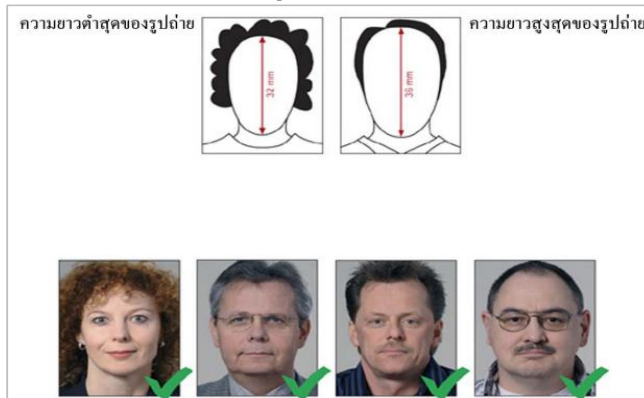 ความยาวต่ำสุดของรูปถ่าย
ความยาวสูงสุดของรูปถ่าย
32 mm
36 mm